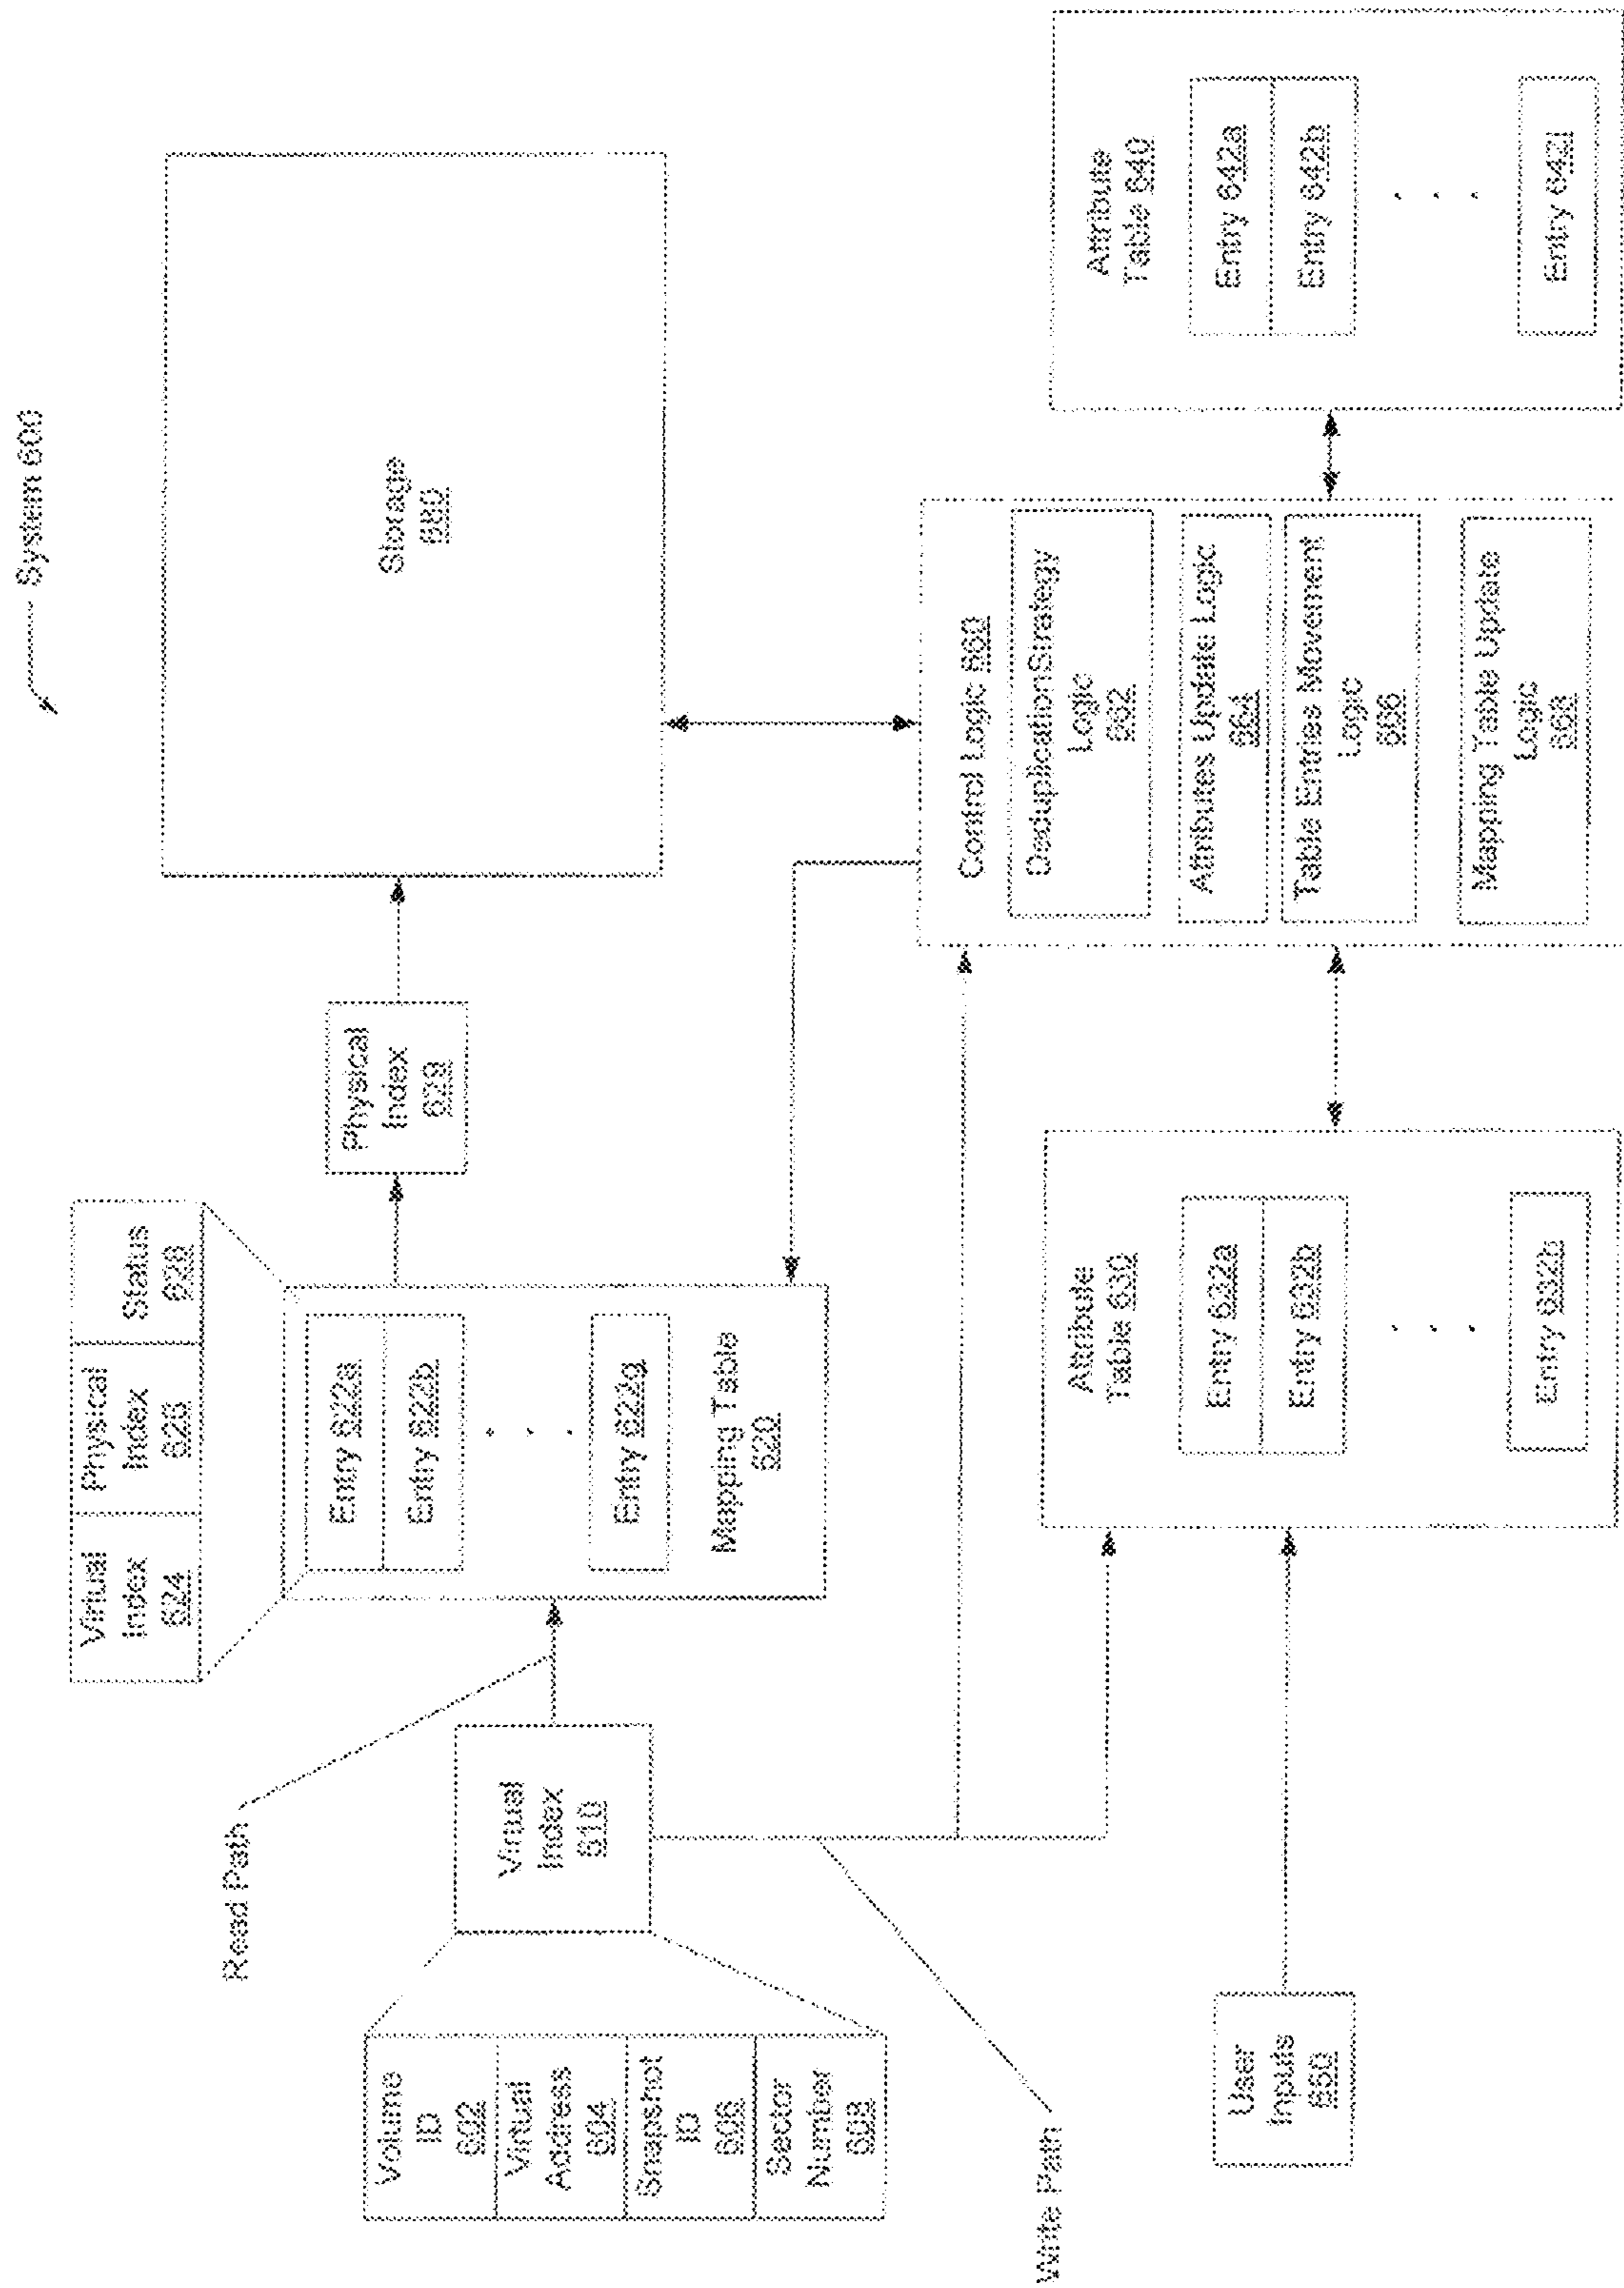 System 600
Virtual
Index
624
Physical
Index
626
Status
628
Read Path
Volume
ID
602
Virtual
Address
604
Snapshot
ID
606
Sector
Number
608
Virtual
Index
610
Entry 622a
Entry 622b
. . .
Entry 622g
Mapping Table
620
Physical
Index
629
Storage
680
Write Path
User
Inputs
650
Attribute
Table 630
Entry 632a
Entry 632b
. . .
Entry 632h
Control Logic 660
DeduplicationStrategy
Logic
662
Attributes Update Logic
664
Table Entries Movement
Logic
666
Mapping Table Update
Logic
668
Attribute
Table 640
Entry 642a
Entry 642b
. . .
Entry 642j